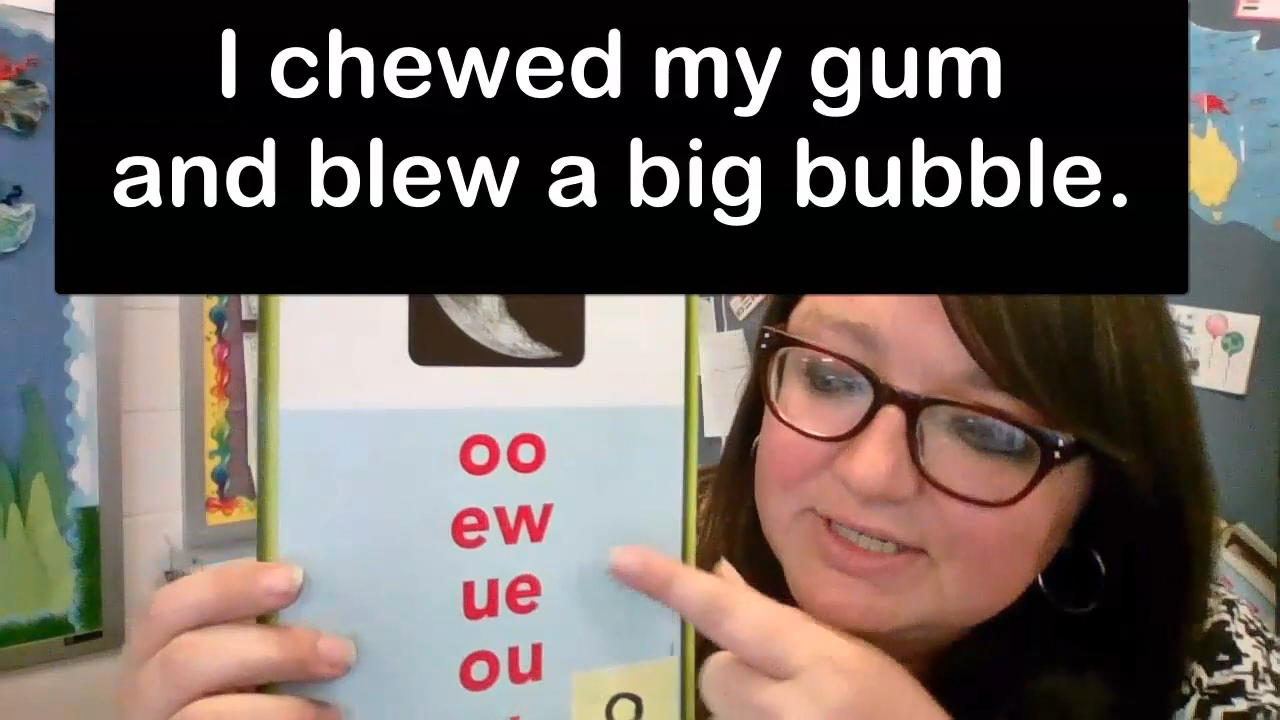 I chewed my gum
and blew a big bubble.
oo
ew
ue
ou